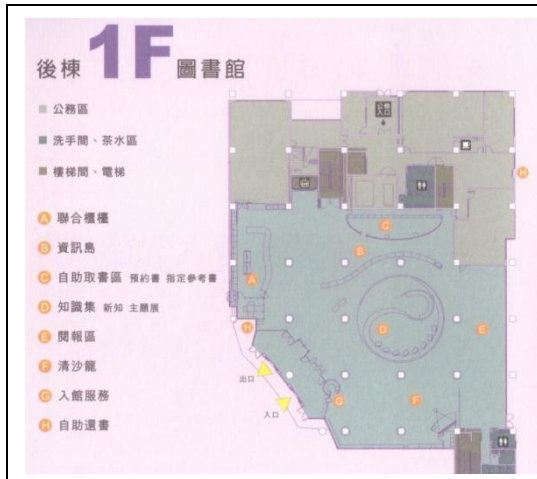 後棟 1F 圖書館
公務區
洗手間、茶水區
樓梯間、電梯
A 聯合櫃檯
B 資訊島
C 自助取書區 預約書 指定參考書
D 知識集 新知 主題展
E 閱報區
F 清沙龍
G 入館服務
H 自助還書
H
C
B
A
D
E
H
出口
入口
G
F